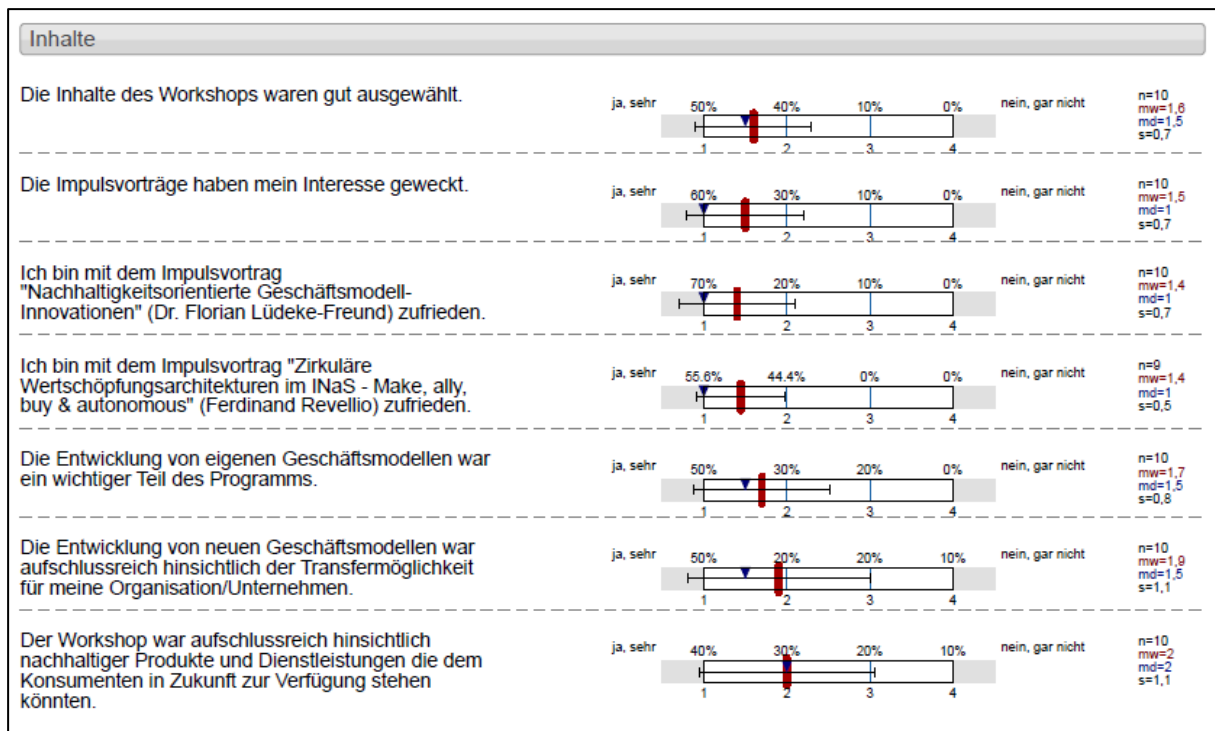 Inhalte
Die Inhalte des Workshops waren gut ausgewählt.
ja, sehr 50% 40% 10% 0% nein, gar nicht
1 2 3 4
n=10
mw=1,6
md=1,5
s=0,7
Die Impulsvorträge haben mein Interesse geweckt.
ja, sehr 60% 30% 10% 0% nein, gar nicht
1 2 3 4
n=10
mw=1,5
md=1
s=0,7
Ich bin mit dem Impulsvortrag
"Nachhaltigkeitsorientierte Geschäftsmodell-
Innovationen" (Dr. Florian Lüdeke-Freund) zufrieden.
ja, sehr 70% 20% 10% 0% nein, gar nicht
1 2 3 4
n=10
mw=1,4
md=1
s=0,7
Ich bin mit dem Impulsvortrag "Zirkuläre
Wertschöpfungsarchitekturen im INaS - Make, ally,
buy & autonomous" (Ferdinand Revellio) zufrieden.
ja, sehr 55.6% 44.4% 0% 0% nein, gar nicht
1 2 3 4
n=9
mw=1,4
md=1
s=0,5
Die Entwicklung von eigenen Geschäftsmodellen war
ein wichtiger Teil des Programms.
ja, sehr 50% 30% 20% 0% nein, gar nicht
1 2 3 4
n=10
mw=1,7
md=1,5
s=0,8
Die Entwicklung von neuen Geschäftsmodellen war
aufschlussreich hinsichtlich der Transfermöglichkeit
für meine Organisation/Unternehmen.
ja, sehr 50% 20% 20% 10% nein, gar nicht
1 2 3 4
n=10
mw=1,9
md=1,5
s=1,1
Der Workshop war aufschlussreich hinsichtlich
nachhaltiger Produkte und Dienstleistungen die dem
Konsumenten in Zukunft zur Verfügung stehen
könnten.
ja, sehr 40% 30% 20% 10% nein, gar nicht
1 2 3 4
n=10
mw=2
md=2
s=1,1